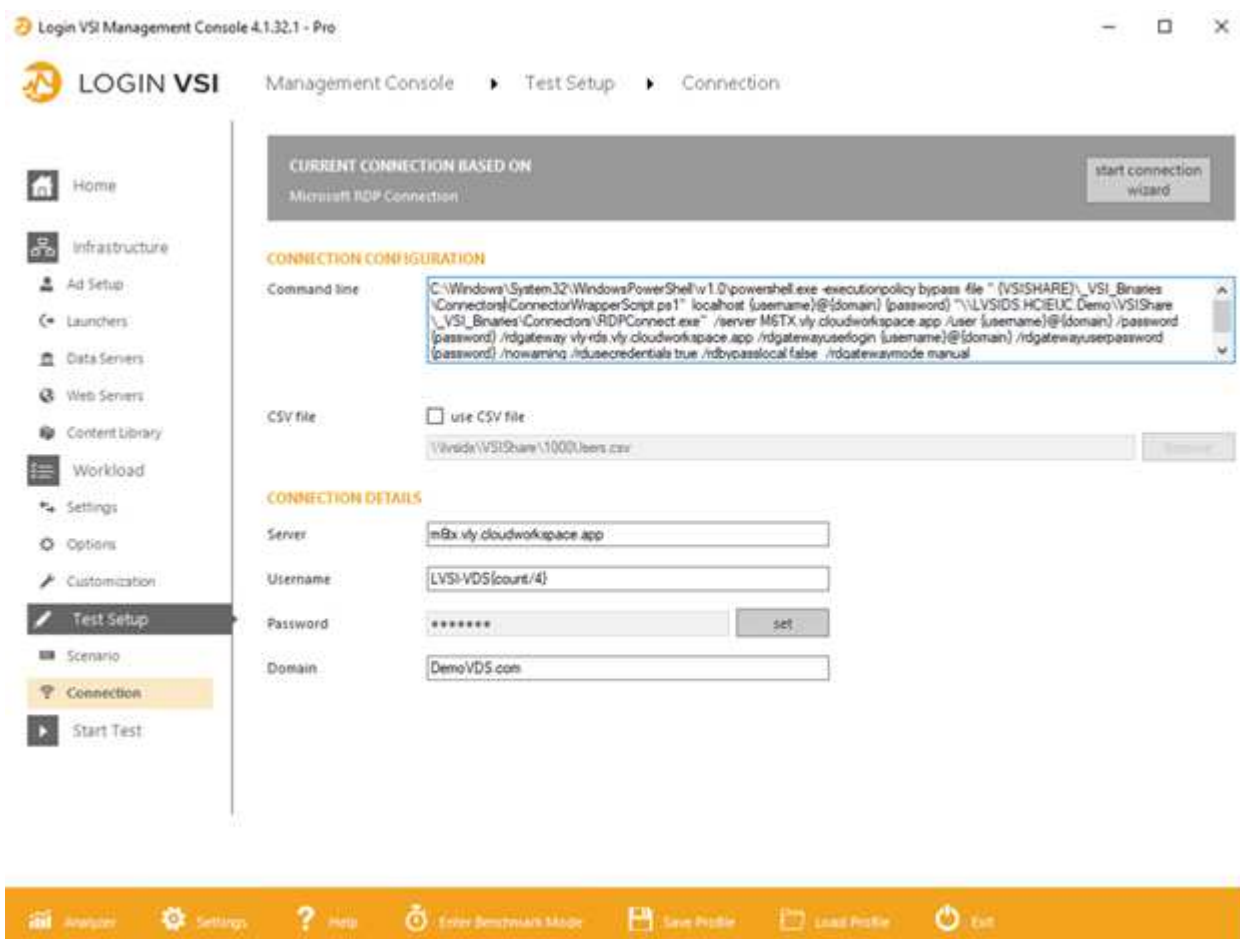 Login VSI Management Console 4.1.32.1 - Pro
LOGIN VSI
Management Console ▸ Test Setup ▸ Connection
Home
Infrastructure
Ad Setup
Launchers
Data Servers
Web Servers
Content Library
Workload
Settings
Options
Customization
Test Setup
Scenario
Connection
Start Test
CURRENT CONNECTION BASED ON
Microsoft RDP Connection
start connection
wizard
CONNECTION CONFIGURATION
Command line
C:\Windows\System32\WindowsPowerShell\v1.0\powershell.exe -executionpolicy bypass -file " {VSISHARE}\_VSI_Binaries
\Connectors\ConnectorWrapperScript.ps1" localhost {username}@{domain} {password} "\\LVSIDS.HCIEUC.Demo\VSIShare
\_VSI_Binaries\Connectors\RDPConnect.exe" /server M6TX.vly.cloudworkspace.app /user {username}@{domain} /password
{password} /rdgateway vly-rds.vly.cloudworkspace.app /rdgatewayuserlogin {username}@{domain} /rdgatewayuserpassword
{password} /nowarning /rdusecredentials true /rdbypasslocal false /rdgatewaymode manual
CSV file
use CSV file
\\lvsids\VSIShare\1000Users.csv
CONNECTION DETAILS
Server
m6tx.vly.cloudworkspace.app
Username
LVSI-VDS{count/4}
Password
*******
set
Domain
DemoVDS.com
Analyzer
Settings
Help
Enter Benchmark Mode
Save Profile
Load Profile
Exit